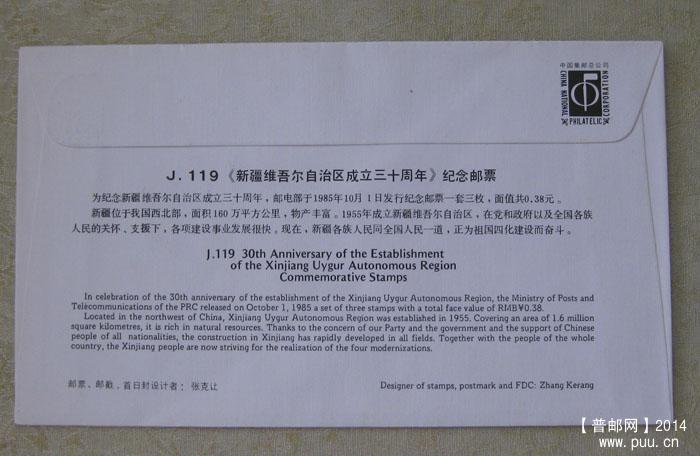 中国集邮总公司
CHINA NATIONAL
PHILATELIC
CORPORATION
J.119《新疆维吾尔自治区成立三十周年》纪念邮票
为纪念新疆维吾尔自治区成立三十周年，邮电部于1985年10月1日发行纪念邮票一套三枚，面值共0.38元。
新疆位于我国西北部，面积160万平方公里，物产丰富。1955年成立新疆维吾尔自治区，在党和政府以及全国各族
人民的关怀、支援下，各项建设事业发展很快。现在，新疆各族人民同全国人民一道，正为祖国四化建设而奋斗。
J.119 30th Anniversary of the Establishment
of the Xinjiang Uygur Autonomous Region
Commemorative Stamps
In celebration of the 30th anniversary of the establishment of the Xinjiang Uygur Autonomous Region, the Ministry of Posts and
Telecommunications of the PRC released on October 1, 1985 a set of three stamps with a total face value of RMB¥0.38.
Located in the northwest of China, Xinjiang Uygur Autonomous Region was established in 1955. Covering an area of 1.6 million
square kilometres, it is rich in natural resources. Thanks to the concern of our Party and the government and the support of Chinese
people of all nationalities, the construction in Xinjiang has rapidly developed in all fields. Together with the people of the whole
country, the Xinjiang people are now striving for the realization of the four modernizations.
邮票、邮戳，首日封设计者：张克让
Designer of stamps, postmark and FDC: Zhang Kerang
【普邮网】2014
www.puu.cn